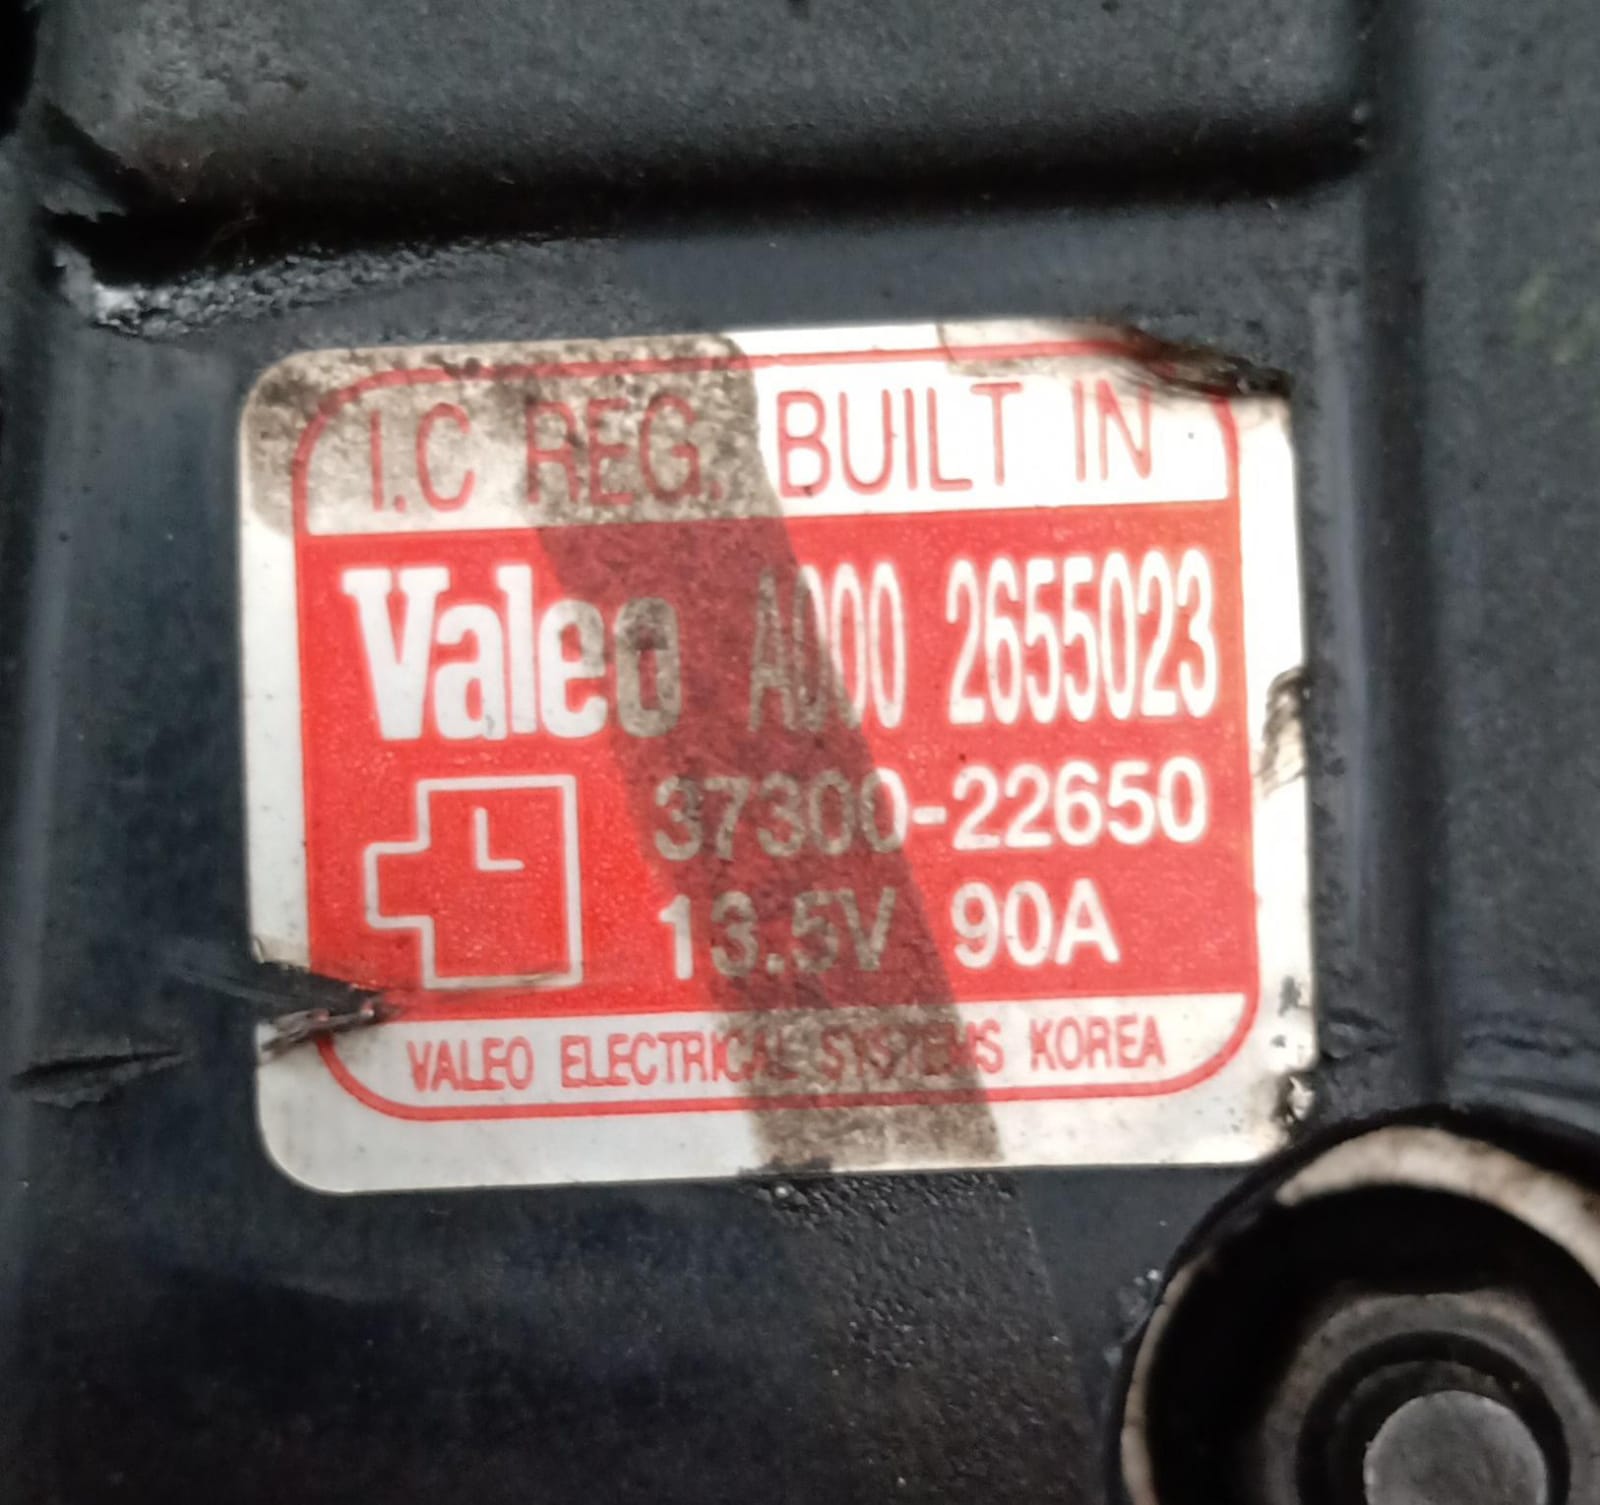 I.C REG. BUILT IN
Valeo A000 2655023
37300-22650
L
13.5V 90A
VALEO ELECTRICAL SYSTEMS KOREA